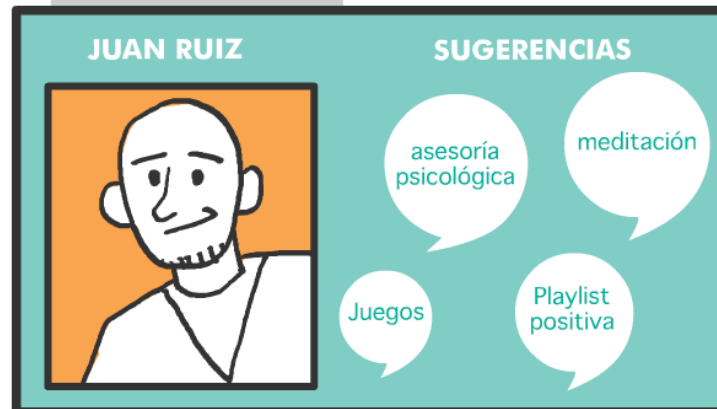 JUAN RUIZ
SUGERENCIAS
asesoría
psicológica
meditación
Juegos
Playlist
positiva